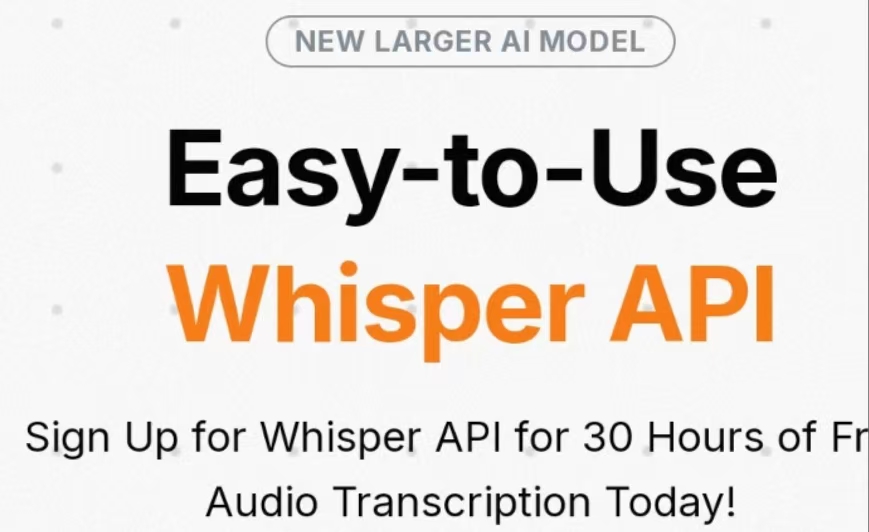 NEW LARGER AI MODEL
Easy-to-Use
Whisper API
Sign Up for Whisper API for 30 Hours of Fr
Audio Transcription Today!